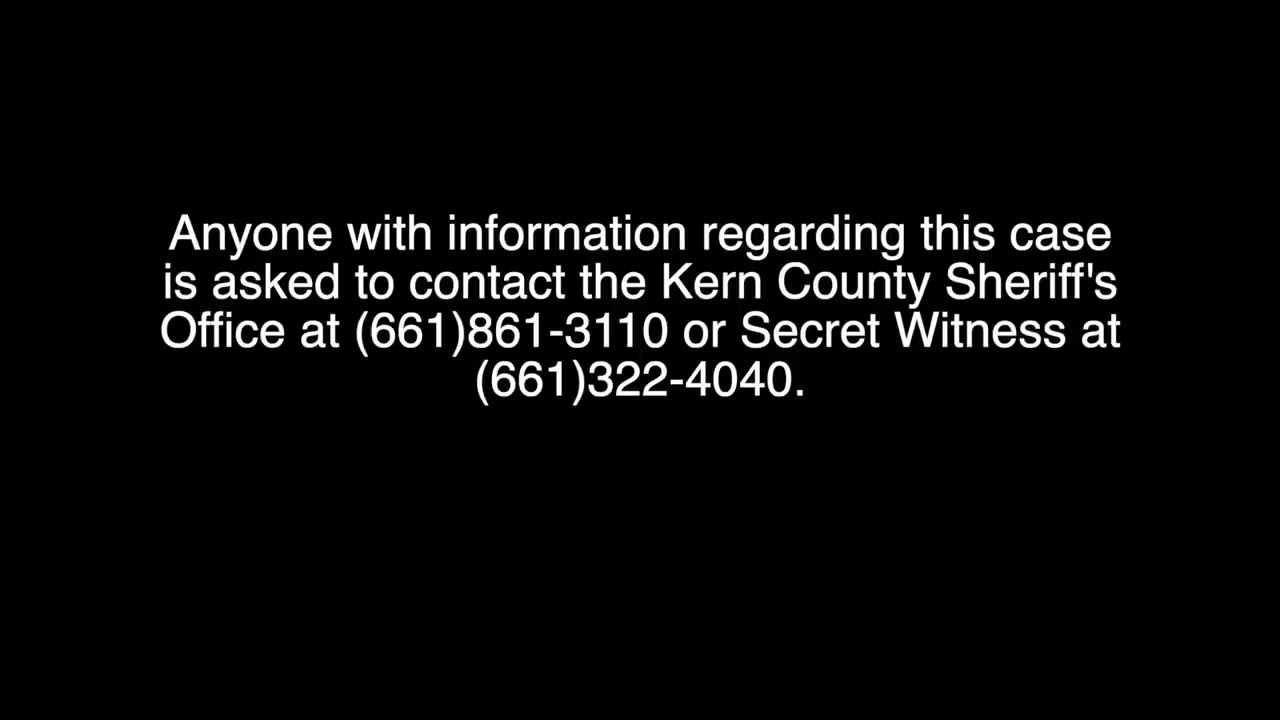 Anyone with information regarding this case
is asked to contact the Kern County Sheriff's
Office at (661)861-3110 or Secret Witness at
(661)322-4040.